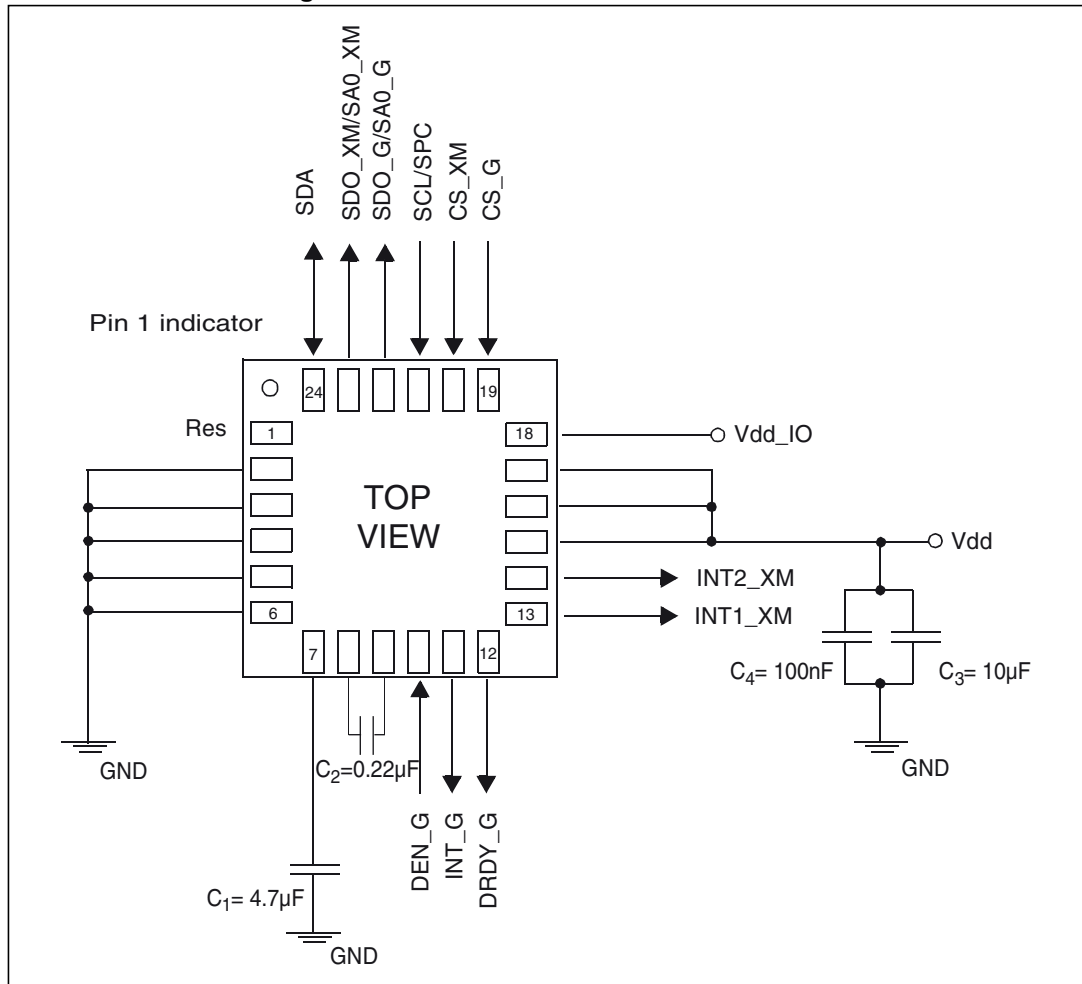 g
SDA
SDO_XM/SA0_XM
SDO_G/SA0_G
SCL/SPC
CS_XM
CS_G
Pin 1 indicator
24
19
Res
1
18
Vdd_IO
TOP
VIEW
Vdd
INT2_XM
6
13
INT1_XM
7
12
C4= 100nF
C3= 10µF
GND
C2=0.22µF
GND
DEN_G
INT_G
DRDY_G
C1= 4.7µF
GND